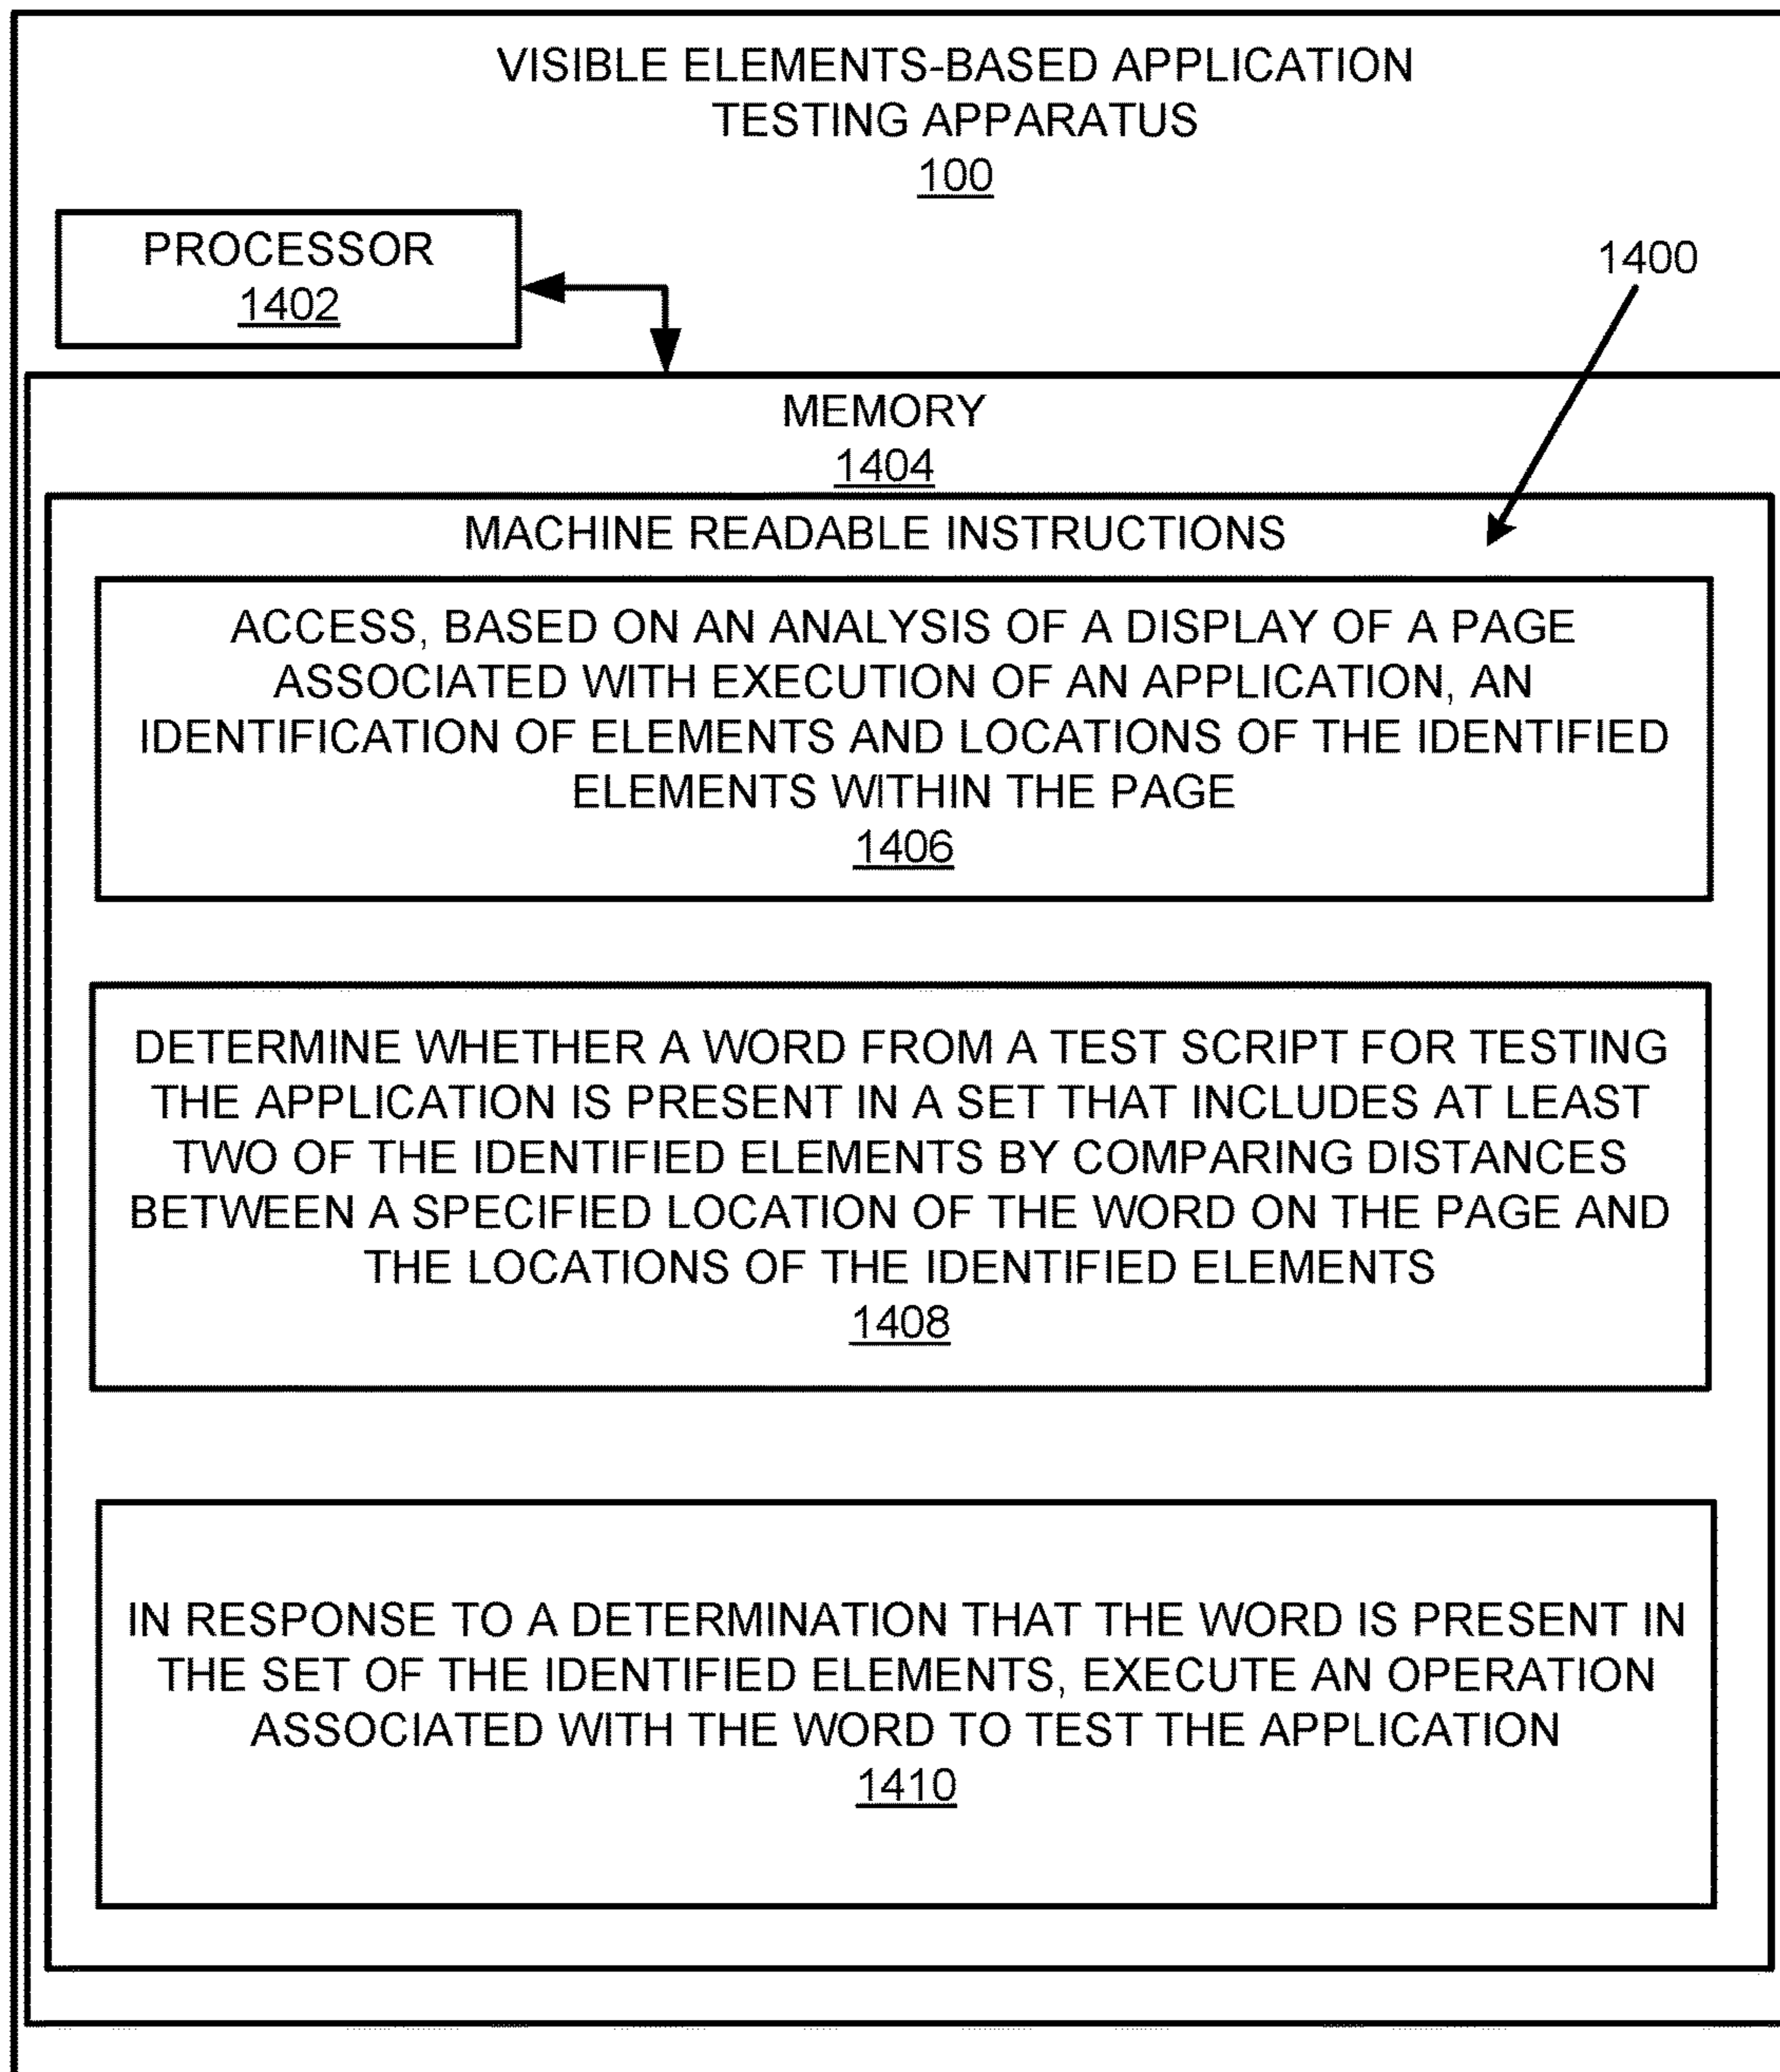 VISIBLE ELEMENTS-BASED APPLICATION
TESTING APPARATUS
100
PROCESSOR
1402
1400
MEMORY
1404
MACHINE READABLE INSTRUCTIONS
ACCESS, BASED ON AN ANALYSIS OF A DISPLAY OF A PAGE
ASSOCIATED WITH EXECUTION OF AN APPLICATION, AN
IDENTIFICATION OF ELEMENTS AND LOCATIONS OF THE IDENTIFIED
ELEMENTS WITHIN THE PAGE
1406
DETERMINE WHETHER A WORD FROM A TEST SCRIPT FOR TESTING
THE APPLICATION IS PRESENT IN A SET THAT INCLUDES AT LEAST
TWO OF THE IDENTIFIED ELEMENTS BY COMPARING DISTANCES
BETWEEN A SPECIFIED LOCATION OF THE WORD ON THE PAGE AND
THE LOCATIONS OF THE IDENTIFIED ELEMENTS
1408
IN RESPONSE TO A DETERMINATION THAT THE WORD IS PRESENT IN
THE SET OF THE IDENTIFIED ELEMENTS, EXECUTE AN OPERATION
ASSOCIATED WITH THE WORD TO TEST THE APPLICATION
1410